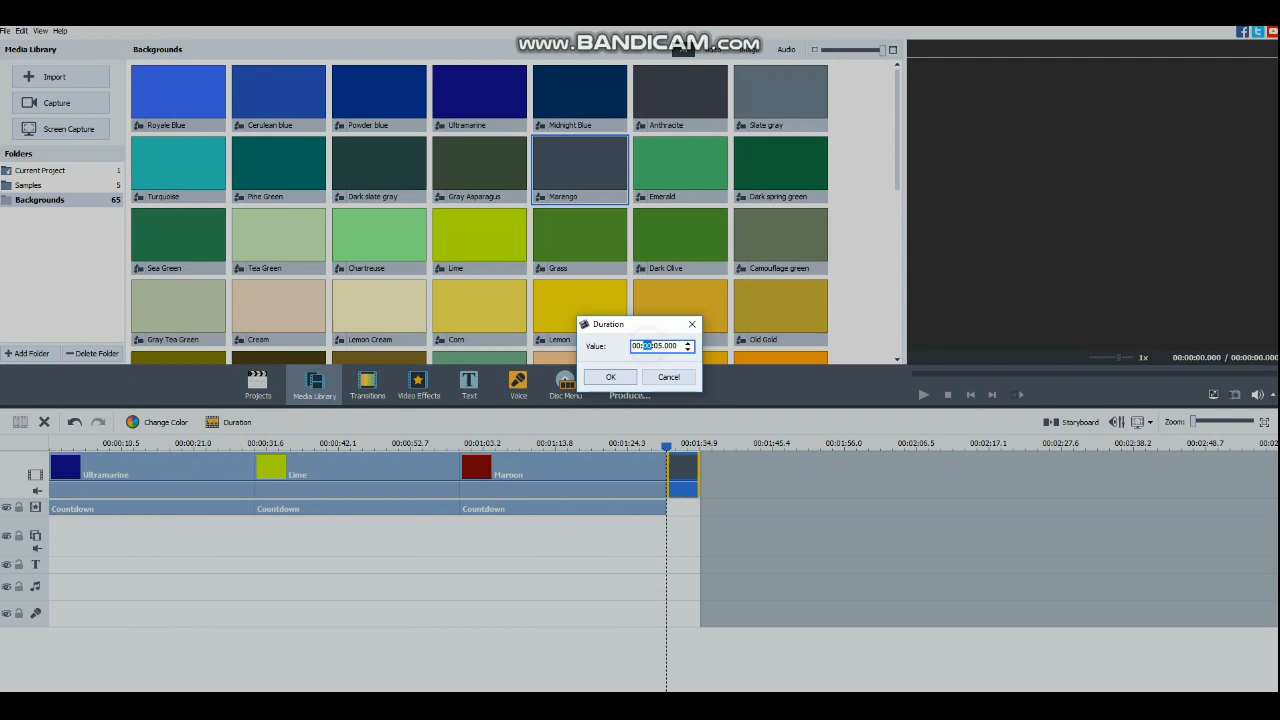 www.BANDICAM.com
File Edit View Help
Media Library
Backgrounds
Audio
Import
Capture
Screen Capture
Folders
Current Project 1
Samples 5
Backgrounds 65
Royale Blue Cerulean blue Powder blue Ultramarine Midnight Blue Anthracite Slate gray
Turquoise Pine Green Dark slate gray Gray Asparagus Marengo Emerald Dark spring green
Sea Green Tea Green Chartreuse Lime Grass Dark Olive Camouflage green
Gray Tea Green Cream Lemon Cream Corn Lemon Old Gold
Duration
Value: 00:00:05.000
OK Cancel
Add Folder Delete Folder
1x 00:00:00.000 / 00:00:00.000
Projects Media Library Transitions Video Effects Text Voice Disc Menu Produce...
Change Color Duration Storyboard Zoom:
00:00:10.5 00:00:21.0 00:00:31.6 00:00:42.1 00:00:52.7 00:01:03.2 00:01:13.8 00:01:24.3 00:01:34.9 00:01:45.4 00:01:56.0 00:02:06.5 00:02:17.1 00:02:27.6 00:02:38.2 00:02:48.7
Ultramarine Lime Maroon
Countdown Countdown Countdown
T